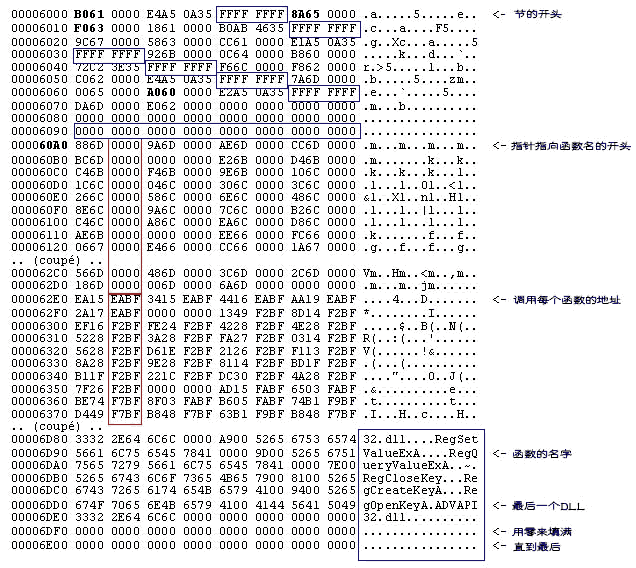 00006000 B061 0000 E4A5 0A35 FFFF FFFF 8A65 0000 .a.....5.....e.. <- 节的开头
00006010 F063 0000 1861 0000 B0AB 4635 FFFF FFFF .c...a....F5....
00006020 9C67 0000 5863 0000 CC61 0000 E1A5 0A35 .g..Xc...a.....5
00006030 FFFF FFFF 926B 0000 0C64 0000 B860 0000 .....k...d...`..
00006040 72C2 3E35 FFFF FFFF F66C 0000 F862 0000 r.>5.....l...b..
00006050 C062 0000 E4A5 0A35 FFFF FFFF 7A6D 0000 .b.....5....zm..
00006060 0065 0000 A060 0000 E2A5 0A35 FFFF FFFF .e...`.....5....
00006070 DA6D 0000 E062 0000 0000 0000 0000 0000 .m...b..........
00006080 0000 0000 0000 0000 0000 0000 0000 0000 ................
00006090 0000 0000 0000 0000 0000 0000 0000 0000 ................
000060A0 886D 0000 9A6D 0000 AE6D 0000 CC6D 0000 .m...m...m...m.. <- 指针指向函数名的开头
000060B0 BC6D 0000 0000 0000 E26B 0000 D46B 0000 .m.......k...k..
000060C0 C46B 0000 F46B 0000 9E6B 0000 106C 0000 .k...k...k...l..
000060D0 1C6C 0000 046C 0000 306C 0000 3C6C 0000 .l...l..0l..<l..
000060E0 266C 0000 586C 0000 6E6C 0000 486C 0000 &l..Xl..nl..Hl..
000060F0 8E6C 0000 9A6C 0000 7C6C 0000 B26C 0000 .l...l..|l...l..
00006100 C46C 0000 A86C 0000 EA6C 0000 D86C 0000 .l...l...l...l..
00006110 AE6B 0000 0000 0000 EE66 0000 FC66 0000 .k.......f...f..
00006120 0667 0000 E466 0000 CC66 0000 1A67 0000 .g...f...f...g..
.. (coupé) ..
000062C0 566D 0000 486D 0000 3C6D 0000 2C6D 0000 Vm..Hm..<m..,m..
000062D0 186D 0000 006D 0000 6A6D 0000 0000 0000 .m...m..jm......
000062E0 EA15 EABF 3415 EABF 4416 EABF AA19 EABF ....4...D....... <- 调用每个函数的地址
000062F0 2A17 EABF 0000 0000 1349 F2BF 8D14 F2BF *........I......
00006300 EF16 F2BF FE24 F2BF 4228 F2BF 4E28 F2BF .....$..B(..N(..
00006310 5228 F2BF 3A28 F2BF FA27 F2BF 0314 F2BF R(..:(...'......
00006320 5628 F2BF D61E F2BF 2126 F2BF F113 F2BF V(......!&......
00006330 8A28 F2BF 9E28 F2BF 8114 F2BF BD1F F2BF .(...(..........
00006340 B11F F2BF 221C F2BF DC30 F2BF 4A28 F2BF ...."....0..J(..
00006350 7F26 F2BF 0000 0000 AD15 FABF 6503 FABF .&..........e...
00006360 BE74 F7BF 8F03 FABF B605 FABF 74B1 F9BF .t..........t...
00006370 D449 F7BF B848 F7BF 63B1 F9BF B848 F7BF .I...H..c....H..
.. (coupé) ..
00006D80 3332 2E64 6C6C 0000 A900 5265 6753 6574 32.dll....RegSet
00006D90 5661 6C75 6545 7841 0000 9D00 5265 6751 ValueExA....RegQ <- 函数的名字
00006DA0 7565 7279 5661 6C75 6545 7841 0000 7E00 ueryValueExA..~.
00006DB0 5265 6743 6C6F 7365 4B65 7900 8100 5265 RegCloseKey...Re
00006DC0 6743 7265 6174 654B 6579 4100 9400 5265 gCreateKeyA...Re
00006DD0 674F 7065 6E4B 6579 4100 4144 5641 5049 gOpenKeyA.ADVAPI <- 最后一个DLL
00006DE0 3332 2E64 6C6C 0000 0000 0000 0000 0000 32.dll..........
00006DF0 0000 0000 0000 0000 0000 0000 0000 0000 ................ <- 用零来填满
00006E00 0000 0000 0000 0000 0000 0000 0000 0000 ................ <- 直到最后